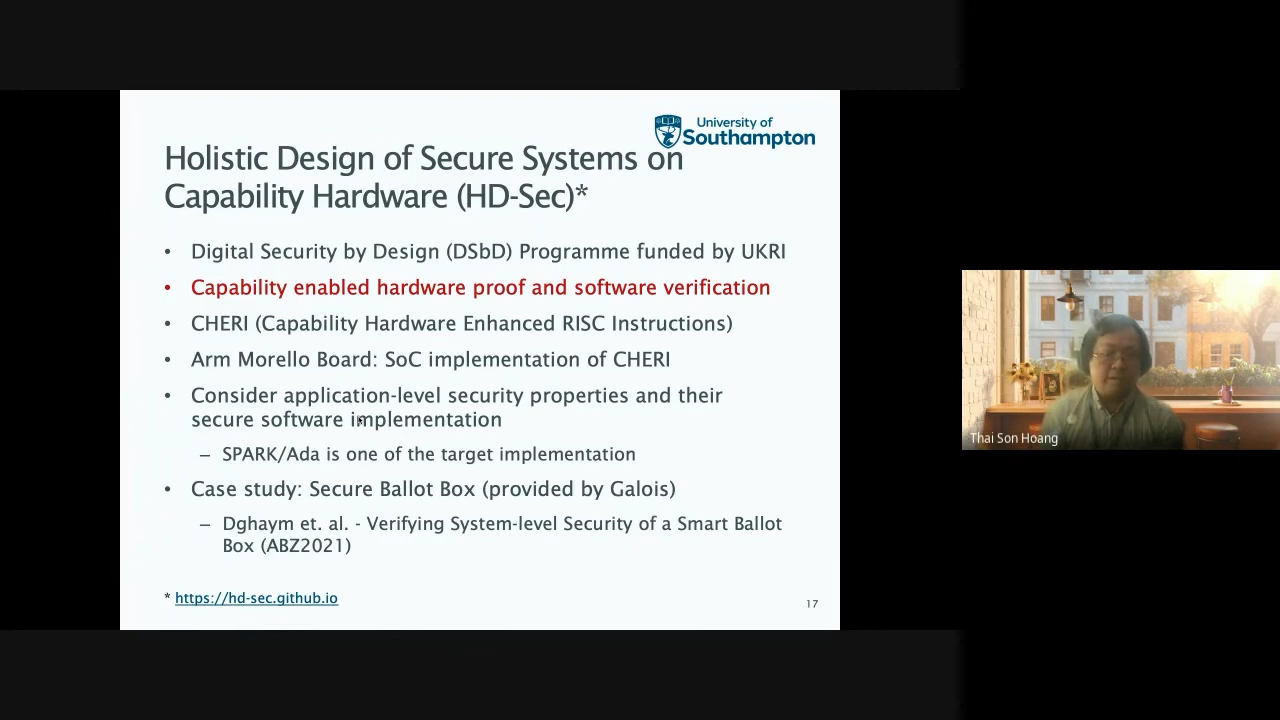 University of
Southampton
Holistic Design of Secure Systems on
Capability Hardware (HD-Sec)*
• Digital Security by Design (DSbD) Programme funded by UKRI
• Capability enabled hardware proof and software verification
• CHERI (Capability Hardware Enhanced RISC Instructions)
• Arm Morello Board: SoC implementation of CHERI
• Consider application-level security properties and their
secure software implementation
– SPARK/Ada is one of the target implementation
• Case study: Secure Ballot Box (provided by Galois)
– Dghaym et. al. - Verifying System-level Security of a Smart Ballot
Box (ABZ2021)
* https://hd-sec.github.io
17
Thai Son Hoang